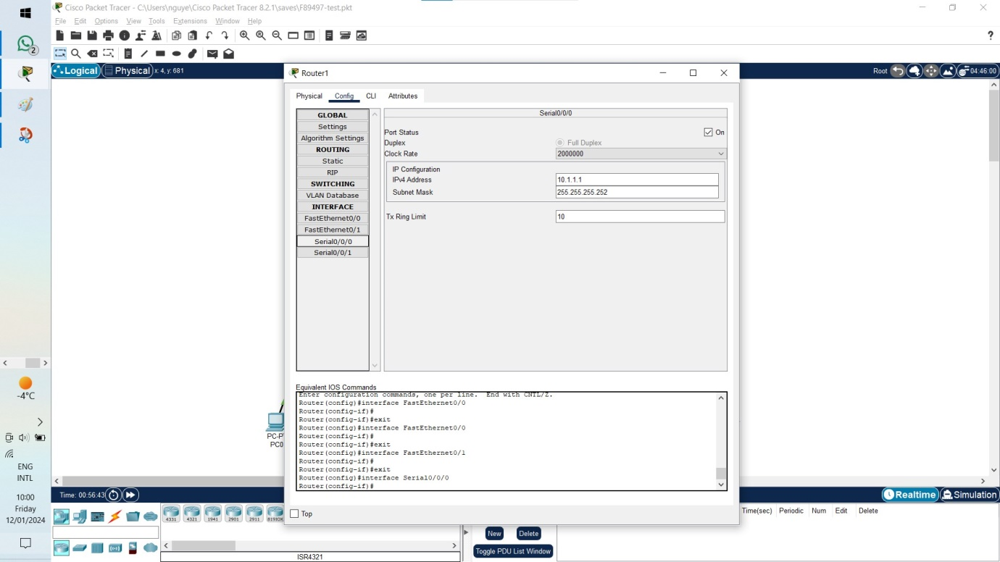 Cisco Packet Tracer - C:\Users\nguye\Cisco Packet Tracer 8.2.1\saves\F89497-test.pkt
File Edit Options View Tools Extensions Window Help
?
Logical Physical x: 4, y: 681
Root 04:46:00
Router1
Physical Config CLI Attributes
GLOBAL
Settings
Algorithm Settings
ROUTING
Static
RIP
SWITCHING
VLAN Database
INTERFACE
FastEthernet0/0
FastEthernet0/1
Serial0/0/0
Serial0/0/1
Serial0/0/0
Port Status On
Duplex Full Duplex
Clock Rate 2000000
IP Configuration
IPv4 Address 10.1.1.1
Subnet Mask 255.255.255.252
Tx Ring Limit 10
Equivalent IOS Commands
Enter configuration commands, one per line. End with CNTL/Z.
Router(config)#interface FastEthernet0/0
Router(config-if)#
Router(config-if)#exit
Router(config)#interface FastEthernet0/0
Router(config-if)#
Router(config-if)#exit
Router(config)#interface FastEthernet0/1
Router(config-if)#
Router(config-if)#exit
Router(config)#interface Serial0/0/0
Router(config-if)#
Top
PC-P
PC0
2
-4°C
ENG
INTL
10:00
Friday
12/01/2024
Time: 00:56:43
Realtime Simulation
4331 4321 1941 2901 2911 819IOX
ISR4321
New Delete
Toggle PDU List Window
Time(sec) Periodic Num Edit Delete